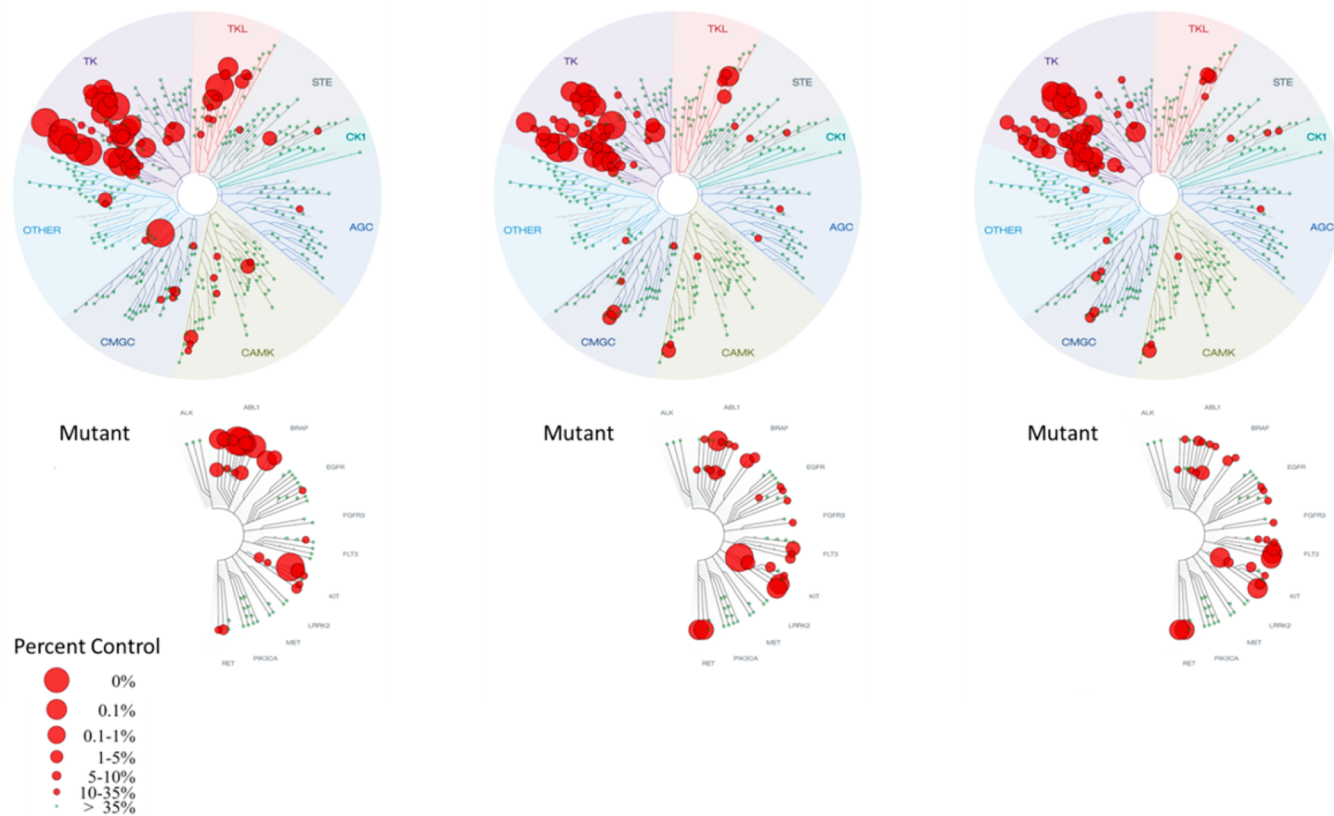 TKL
TKL
TKL
TK
TK
TK
STE
STE
STE
CK1
CK1
CK1
OTHER
AGC
OTHER
AGC
OTHER
AGC
CMGC
CAMK
CMGC
CAMK
CMGC
CAMK
Mutant
ALK
ABL1
BRAF
EGFR
FGFR3
FLT3
KIT
LRRK2
MET
PIK3CA
RET
Mutant
ALK
ABL1
BRAF
EGFR
FGFR3
FLT3
KIT
LRRK2
MET
PIK3CA
RET
Mutant
ALK
ABL1
BRAF
EGFR
FGFR3
FLT3
KIT
LRRK2
MET
PIK3CA
RET
Percent Control
0%
0.1%
0.1-1%
1-5%
5-10%
10-35%
> 35%